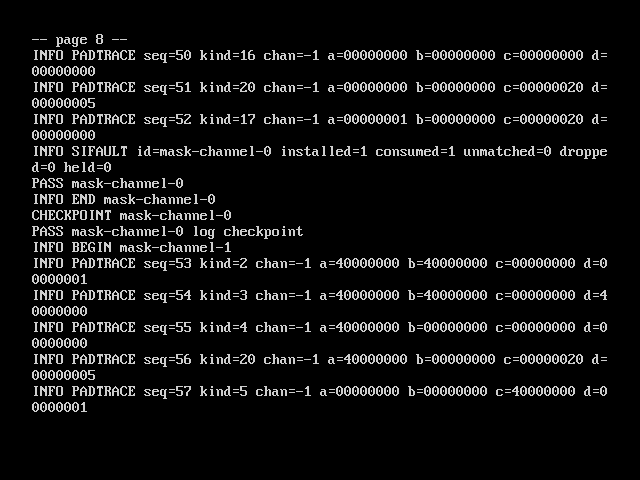 -- page 8 --
INFO PADTRACE seq=50 kind=16 chan=-1 a=00000000 b=00000000 c=00000000 d=
00000000
INFO PADTRACE seq=51 kind=20 chan=-1 a=00000000 b=00000000 c=00000020 d=
00000005
INFO PADTRACE seq=52 kind=17 chan=-1 a=00000001 b=00000000 c=00000020 d=
00000000
INFO SIFAULT id=mask-channel-0 installed=1 consumed=1 unmatched=0 droppe
d=0 held=0
PASS mask-channel-0
INFO END mask-channel-0
CHECKPOINT mask-channel-0
PASS mask-channel-0 log checkpoint
INFO BEGIN mask-channel-1
INFO PADTRACE seq=53 kind=2 chan=-1 a=40000000 b=40000000 c=00000000 d=0
0000001
INFO PADTRACE seq=54 kind=3 chan=-1 a=40000000 b=40000000 c=00000000 d=4
0000000
INFO PADTRACE seq=55 kind=4 chan=-1 a=40000000 b=00000000 c=00000000 d=0
0000000
INFO PADTRACE seq=56 kind=20 chan=-1 a=40000000 b=00000000 c=00000020 d=
00000005
INFO PADTRACE seq=57 kind=5 chan=-1 a=00000000 b=00000000 c=40000000 d=0
0000001